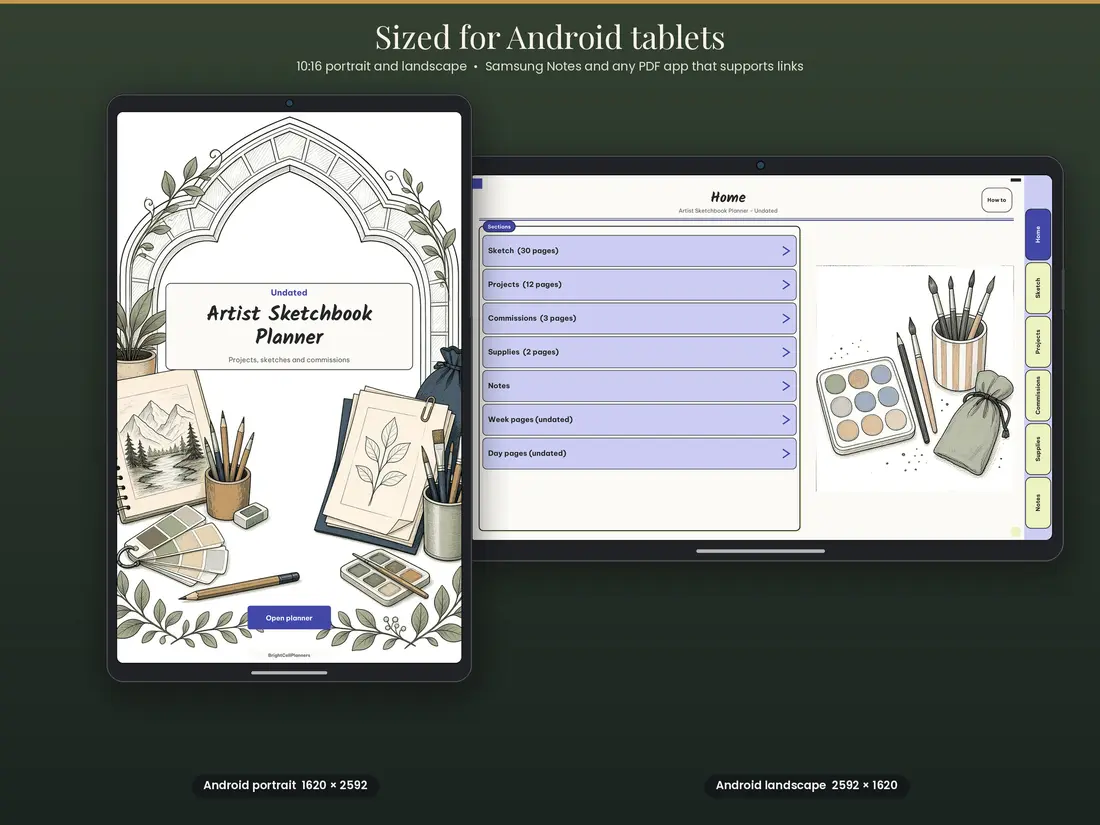 Sized for Android tablets
10:16 portrait and landscape • Samsung Notes and any PDF app that supports links
Undated
Artist Sketchbook
Planner
Projects, sketches and commissions
Open planner
BrightColtPlanners
Home
Artist Sketchbook Planner - Undated
How to
Sections
Sketch (30 pages)
Projects (12 pages)
Commissions (3 pages)
Supplies (2 pages)
Notes
Week pages (undated)
Day pages (undated)
Home
Sketch
Projects
Commissions
Supplies
Notes
Android portrait 1620 × 2592
Android landscape 2592 × 1620